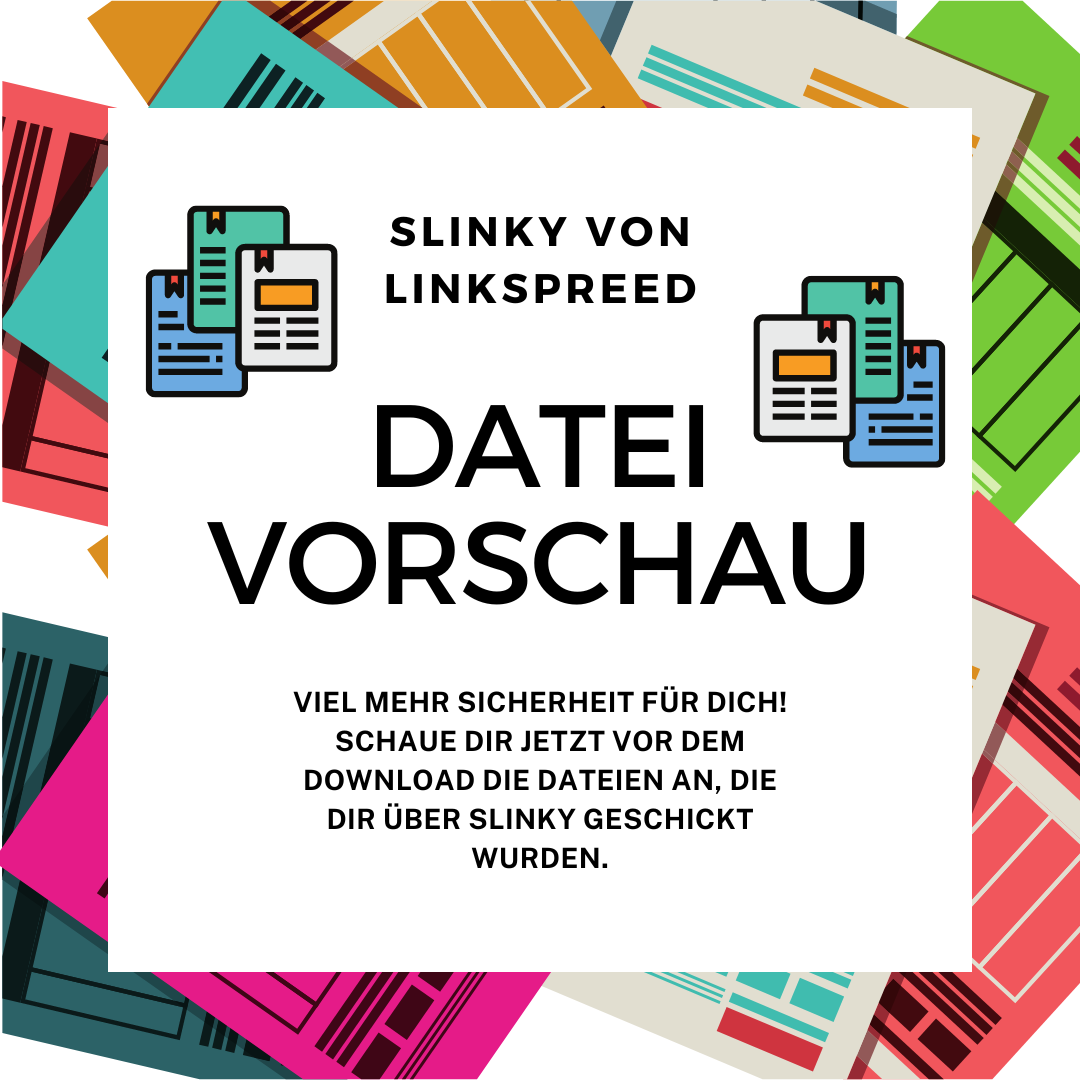 SLINKY VON
LINKSPREED
DATEI
VORSCHAU
VIEL MEHR SICHERHEIT FÜR DICH!
SCHAUE DIR JETZT VOR DEM
DOWNLOAD DIE DATEIEN AN, DIE
DIR ÜBER SLINKY GESCHICKT
WURDEN.